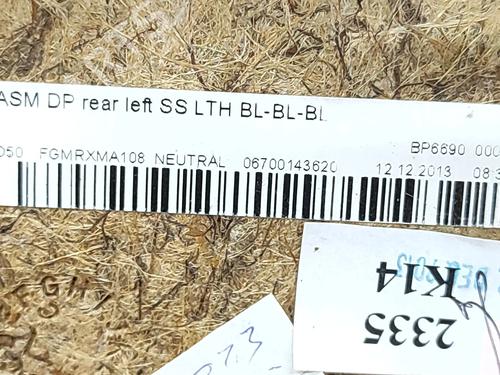 ASM DP rear left SS LTH BL-BL-BL
BP6690 000
D50 FGMRXMA108 NEUTRAL 06700143620 12.12.2013 08:3
2335
K14